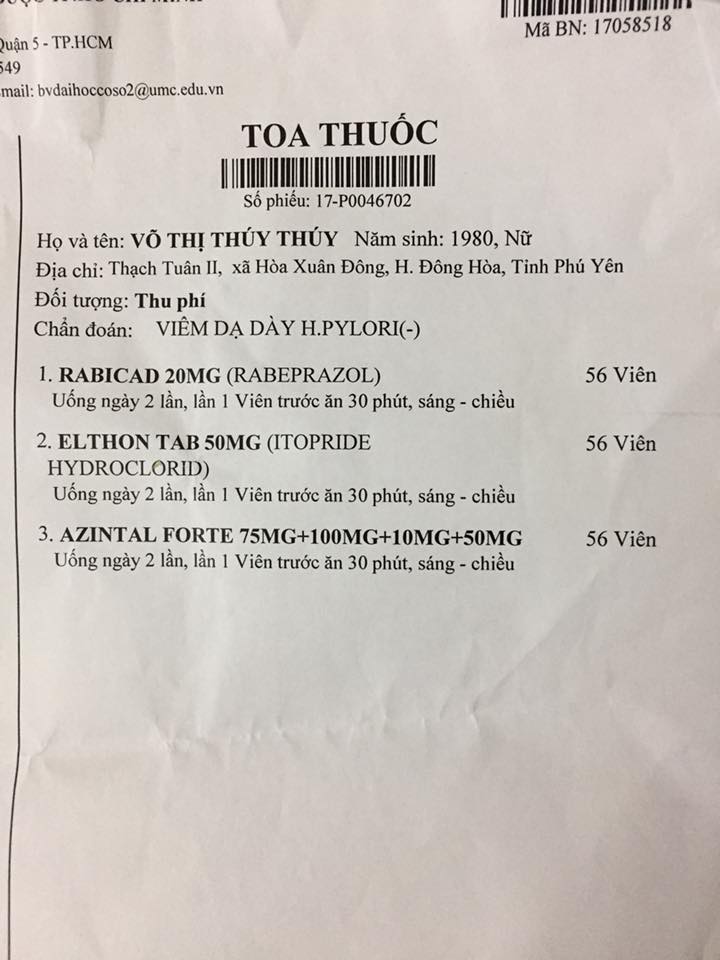 Mã BN: 17058518
Quận 5 - TP.HCM
549
mail: bvdaihoccoso2@umc.edu.vn
TOA THUỐC
Số phiếu: 17-P0046702
Họ và tên: VÕ THỊ THÚY THÚY Năm sinh: 1980, Nữ
Địa chỉ: Thạch Tuân II, xã Hòa Xuân Đông, H. Đông Hòa, Tỉnh Phú Yên
Đối tượng: Thu phí
Chẩn đoán: VIÊM DẠ DÀY H.PYLORI(-)
1. RABICAD 20MG (RABEPRAZOL) 56 Viên
Uống ngày 2 lần, lần 1 Viên trước ăn 30 phút, sáng - chiều
2. ELTHON TAB 50MG (ITOPRIDE 56 Viên
HYDROCLORID)
Uống ngày 2 lần, lần 1 Viên trước ăn 30 phút, sáng - chiều
3. AZINTAL FORTE 75MG+100MG+10MG+50MG 56 Viên
Uống ngày 2 lần, lần 1 Viên trước ăn 30 phút, sáng - chiều